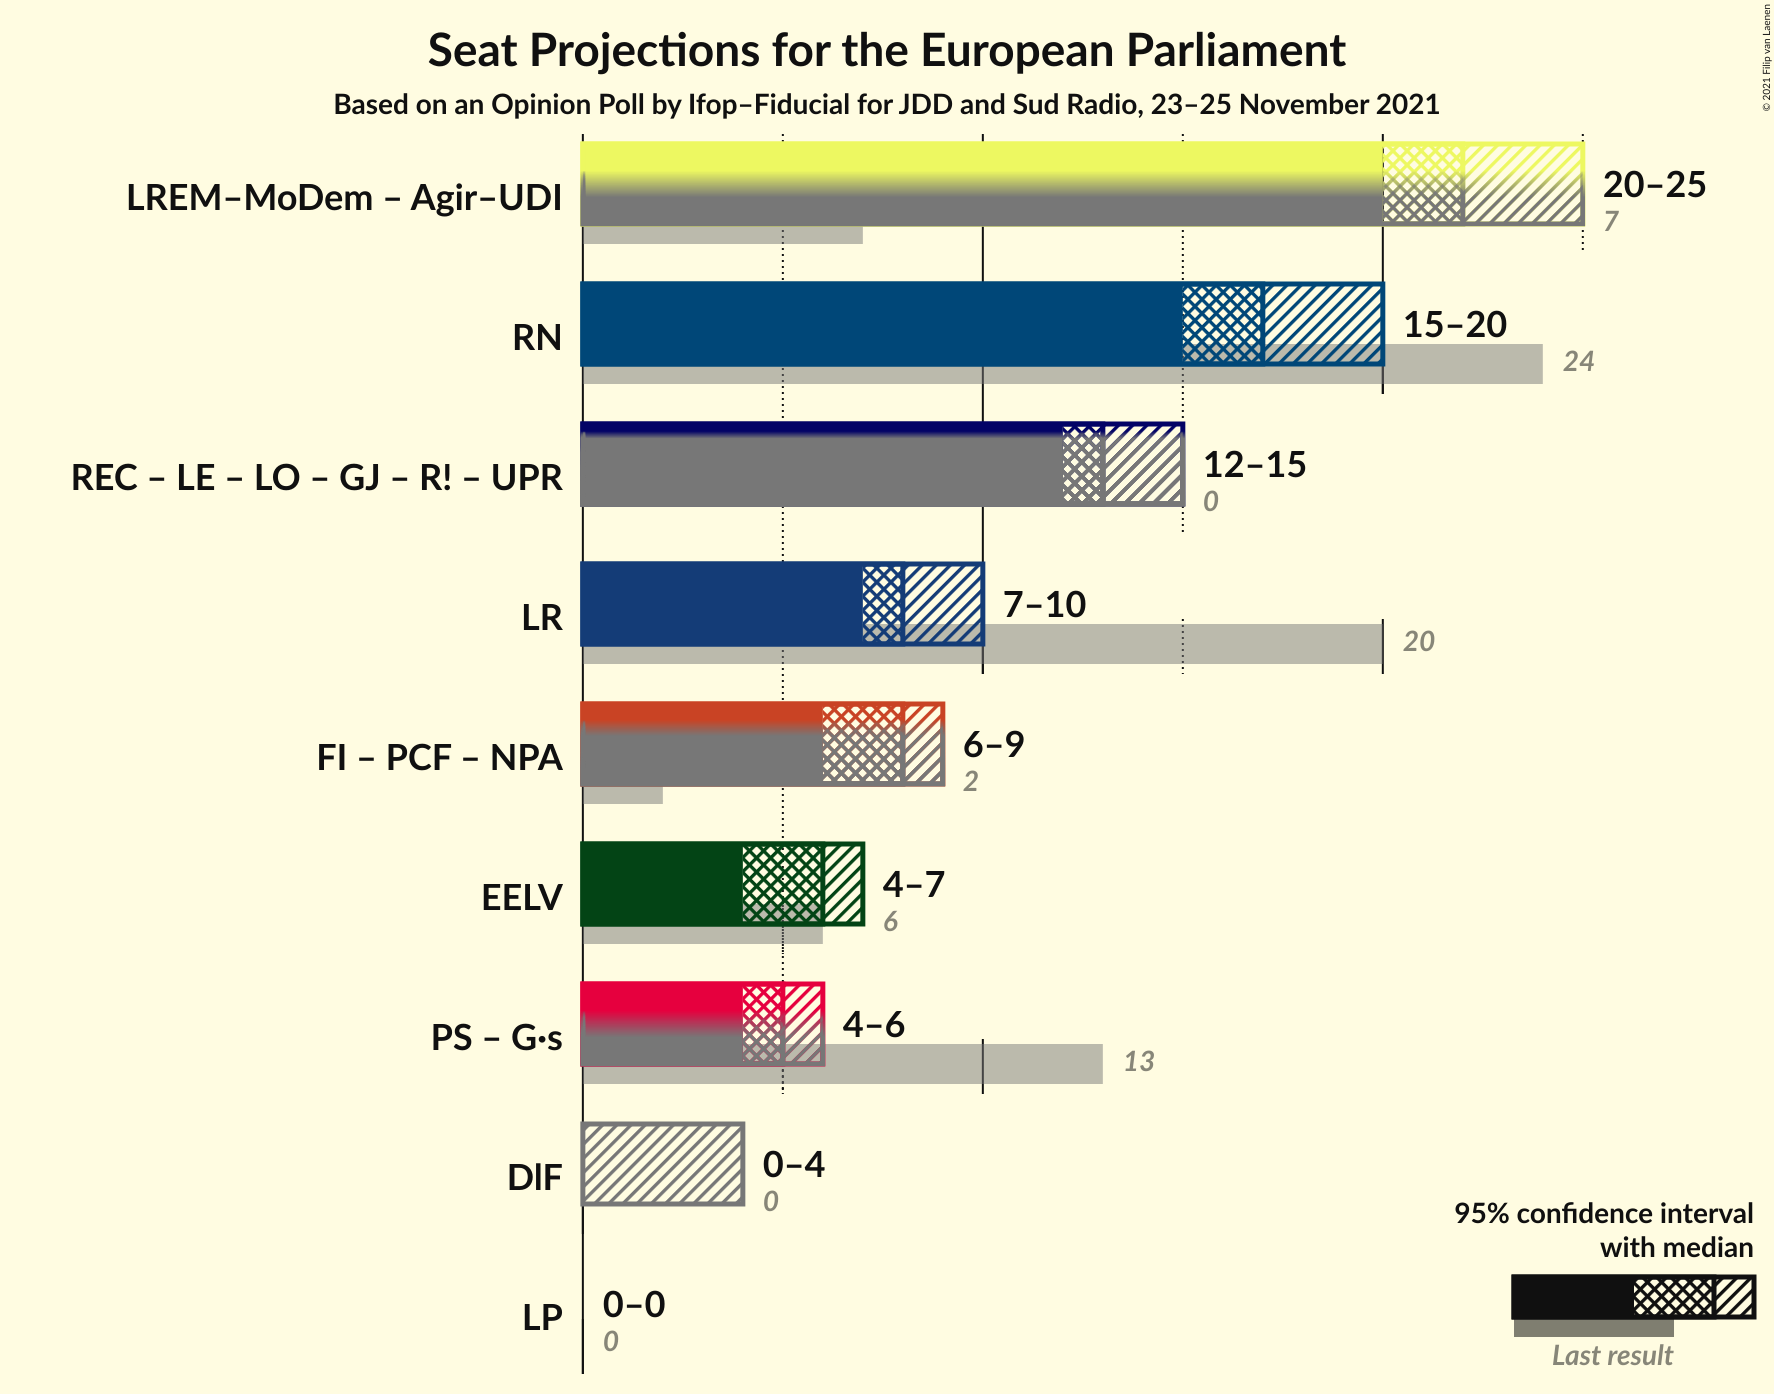 Seat Projections for the European Parliament
Based on an Opinion Poll by Ifop–Fiducial for JDD and Sud Radio, 23–25 November 2021
© 2021 Filip van Laenen
LREM–MoDem – Agir–UDI
20–25
7
RN
15–20
24
REC – LE – LO – GJ – R! – UPR
12–15
0
LR
7–10
20
FI – PCF – NPA
6–9
2
EELV
4–7
6
PS – G·s
4–6
13
DIF
0–4
0
LP
0–0
0
95% confidence interval
with median
Last result